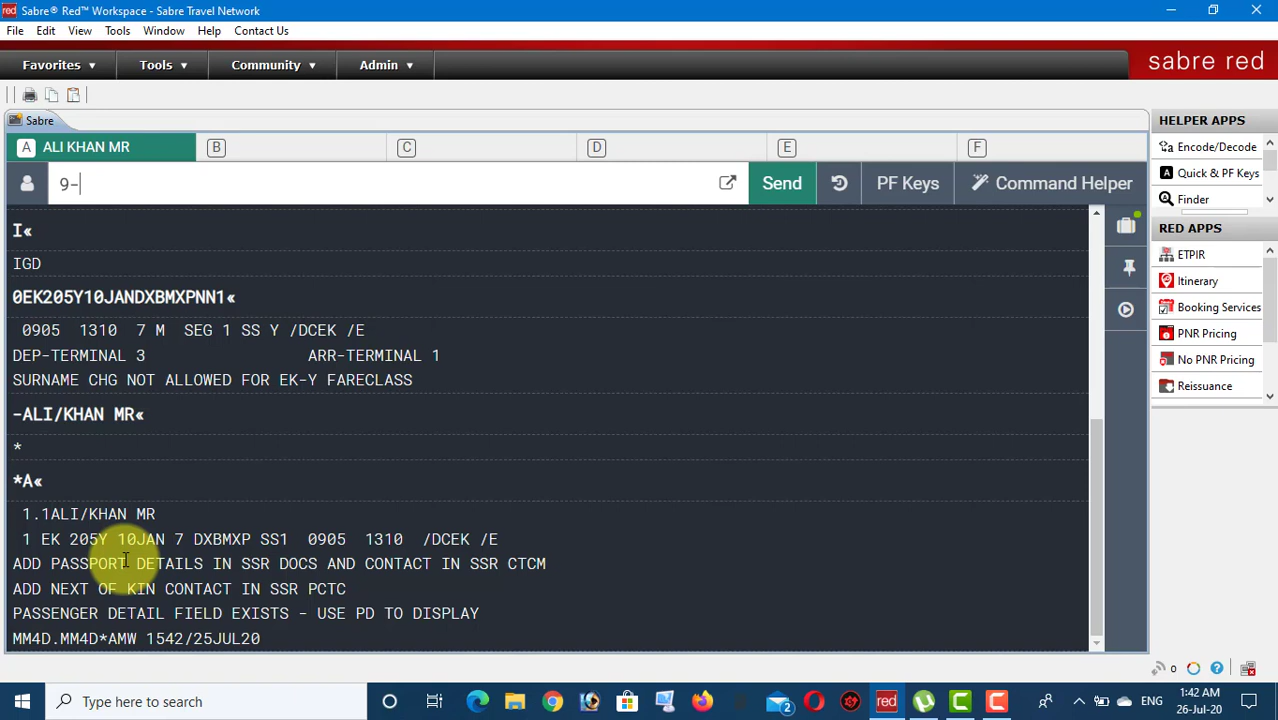 red Sabre® Red™ Workspace - Sabre Travel Network
File Edit View Tools Window Help Contact Us
Favorites Tools Community Admin sabre red
Sabre
A ALI KHAN MR B C D E F
9- Send PF Keys Command Helper
I«
IGD
0EK205Y10JANDXBMXPNN1«
0905 1310 7 M SEG 1 SS Y /DCEK /E
DEP-TERMINAL 3 ARR-TERMINAL 1
SURNAME CHG NOT ALLOWED FOR EK-Y FARECLASS
-ALI/KHAN MR«
*
*A«
1.1ALI/KHAN MR
1 EK 205Y 10JAN 7 DXBMXP SS1 0905 1310 /DCEK /E
ADD PASSPORT DETAILS IN SSR DOCS AND CONTACT IN SSR CTCM
ADD NEXT OF KIN CONTACT IN SSR PCTC
PASSENGER DETAIL FIELD EXISTS - USE PD TO DISPLAY
MM4D.MM4D*AMW 1542/25JUL20
HELPER APPS
Encode/Decode
A Quick & PF Keys
Finder
RED APPS
ETPIR
Itinerary
Booking Services
PNR Pricing
No PNR Pricing
Reissuance
0
Type here to search red 2 ENG 1:42 AM
26-Jul-20